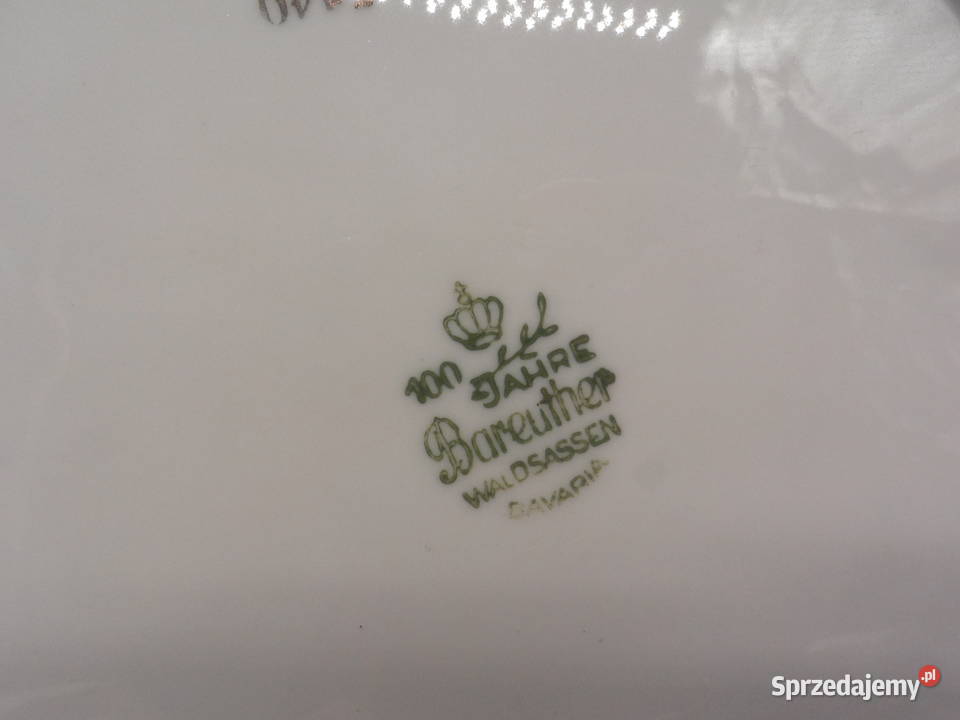 100 JAHRE
Bareuther
WALDSASSEN
BAVARIA
Sprzedajemy.pl